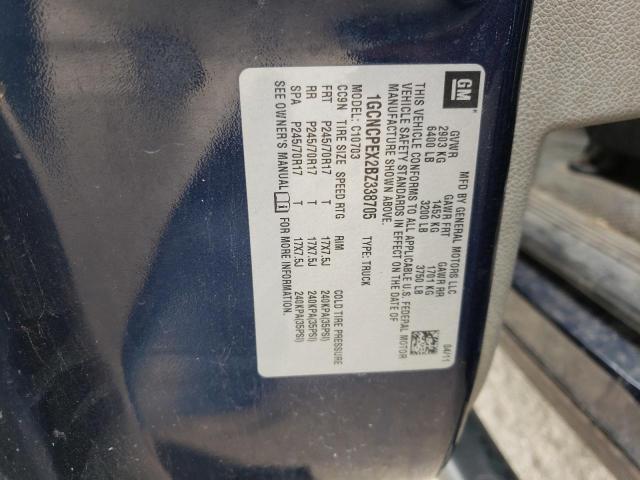 GM
MFD BY GENERAL MOTORS LLC 04/11
GVWR GAWR FRT GAWR RR
2903 KG 1452 KG 1701 KG
6400 LB 3200 LB 3750 LB
THIS VEHICLE CONFORMS TO ALL APPLICABLE U.S. FEDERAL MOTOR
VEHICLE SAFETY STANDARDS IN EFFECT ON THE DATE OF
MANUFACTURE SHOWN ABOVE.
1GCNCPEX2BZ338705 TYPE: TRUCK
MODEL: C10703
CC9N TIRE SIZE SPEED RTG RIM COLD TIRE PRESSURE
FRT P245/70R17 T 17X7.5J 240KPA(35PSI)
RR P245/70R17 T 17X7.5J 240KPA(35PSI)
SPA P245/70R17 T 17X7.5J 240KPA(35PSI)
SEE OWNER'S MANUAL FOR MORE INFORMATION.